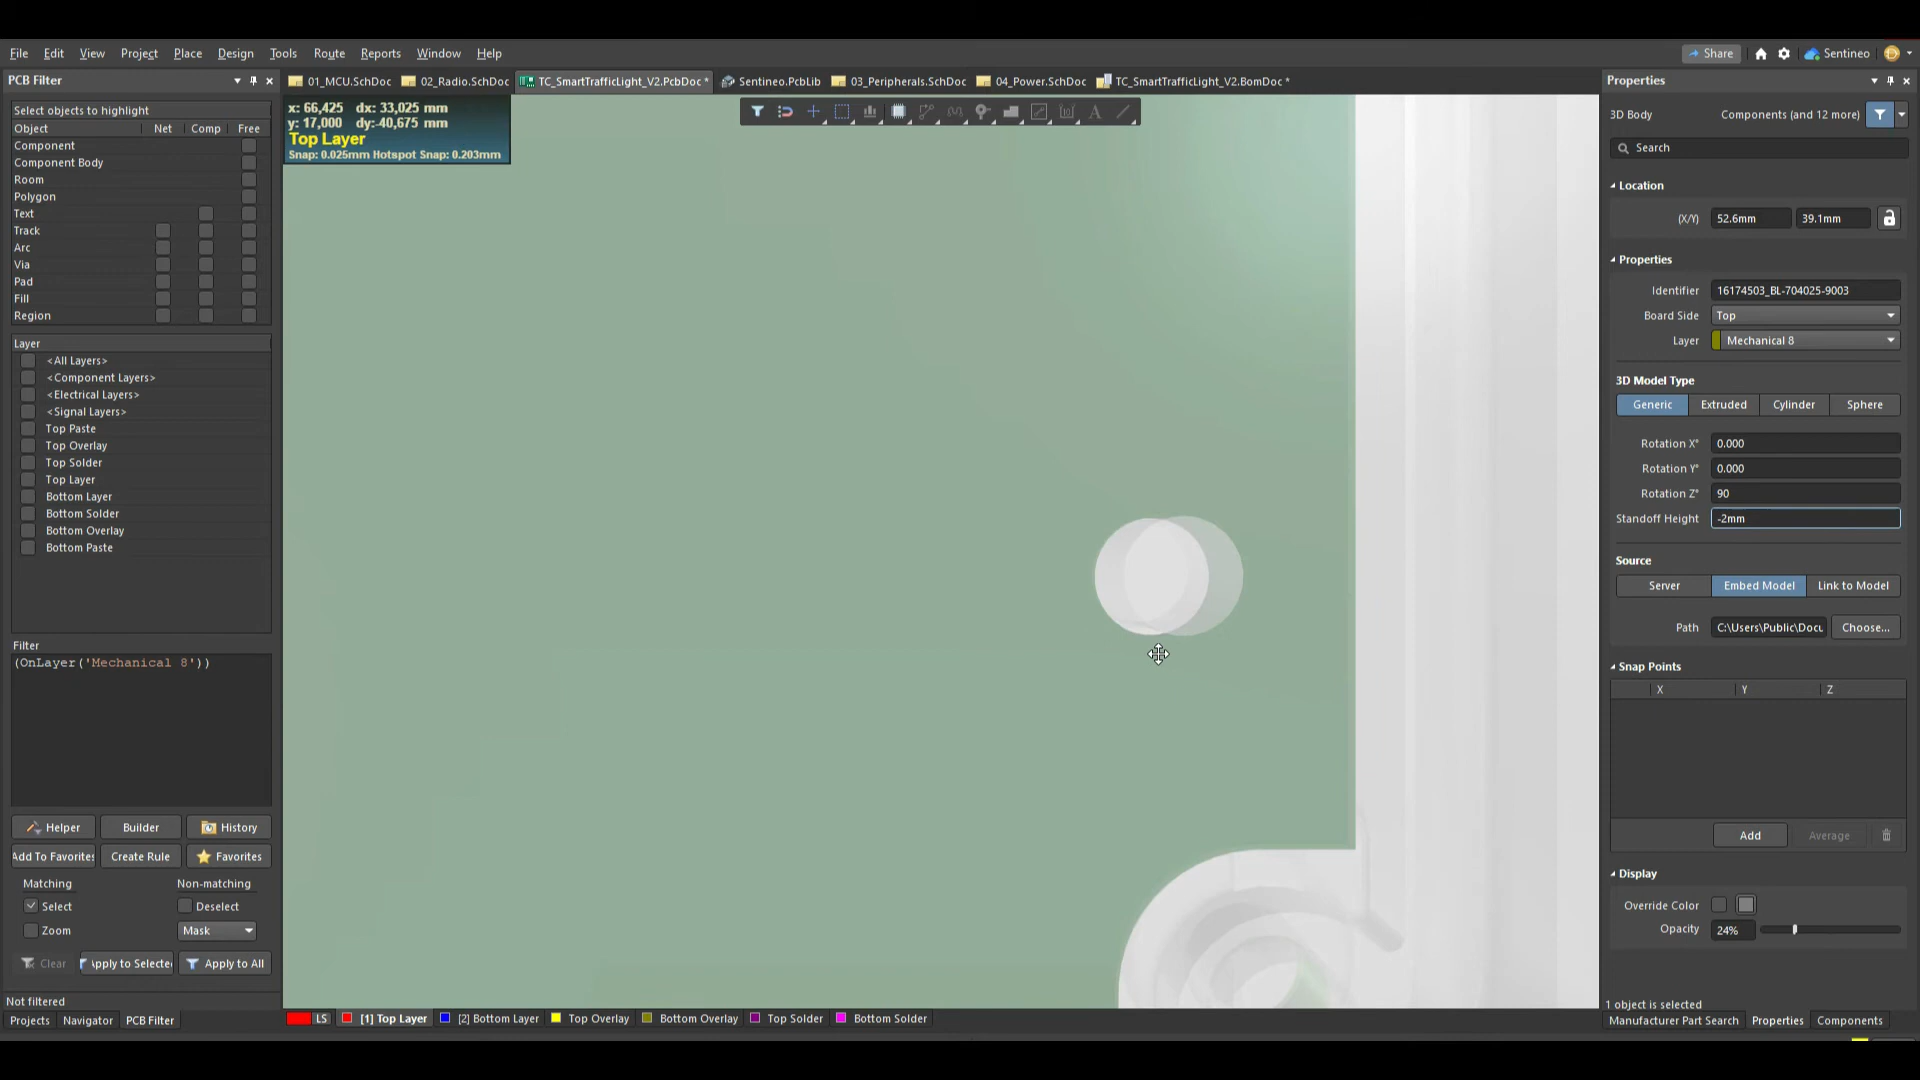 File Edit View Project Place Design Tools Route Reports Window Help
Share Sentineo
PCB Filter
01_MCU.SchDoc 02_Radio.SchDoc TC_SmartTrafficLight_V2.PcbDoc * Sentineo.PcbLib 03_Peripherals.SchDoc 04_Power.SchDoc TC_SmartTrafficLight_V2.BomDoc *
Properties
Select objects to highlight
Object Net Comp Free
Component
Component Body
Room
Polygon
Text
Track
Arc
Via
Pad
Fill
Region
Layer
<All Layers>
<Component Layers>
<Electrical Layers>
<Signal Layers>
Top Paste
Top Overlay
Top Solder
Top Layer
Bottom Layer
Bottom Solder
Bottom Overlay
Bottom Paste
Filter
(OnLayer('Mechanical 8'))
Helper Builder History
Add To Favorites Create Rule Favorites
Matching Non-matching
Select Deselect
Zoom Mask
Clear Apply to Selecte Apply to All
Not filtered
Projects Navigator PCB Filter
x: 66,425 dx: 33,025 mm
y: 17,000 dy:-40,675 mm
Top Layer
Snap: 0.025mm Hotspot Snap: 0.203mm
LS [1] Top Layer [2] Bottom Layer Top Overlay Bottom Overlay Top Solder Bottom Solder
3D Body Components (and 12 more)
Search
Location
(X/Y) 52.6mm 39.1mm
Properties
Identifier 16174503_BL-704025-9003
Board Side Top
Layer Mechanical 8
3D Model Type
Generic Extruded Cylinder Sphere
Rotation X° 0.000
Rotation Y° 0.000
Rotation Z° 90
Standoff Height -2mm
Source
Server Embed Model Link to Model
Path C:\Users\Public\Docu Choose...
Snap Points
X Y Z
Add Average
Display
Override Color
Opacity 24%
1 object is selected
Manufacturer Part Search Properties Components